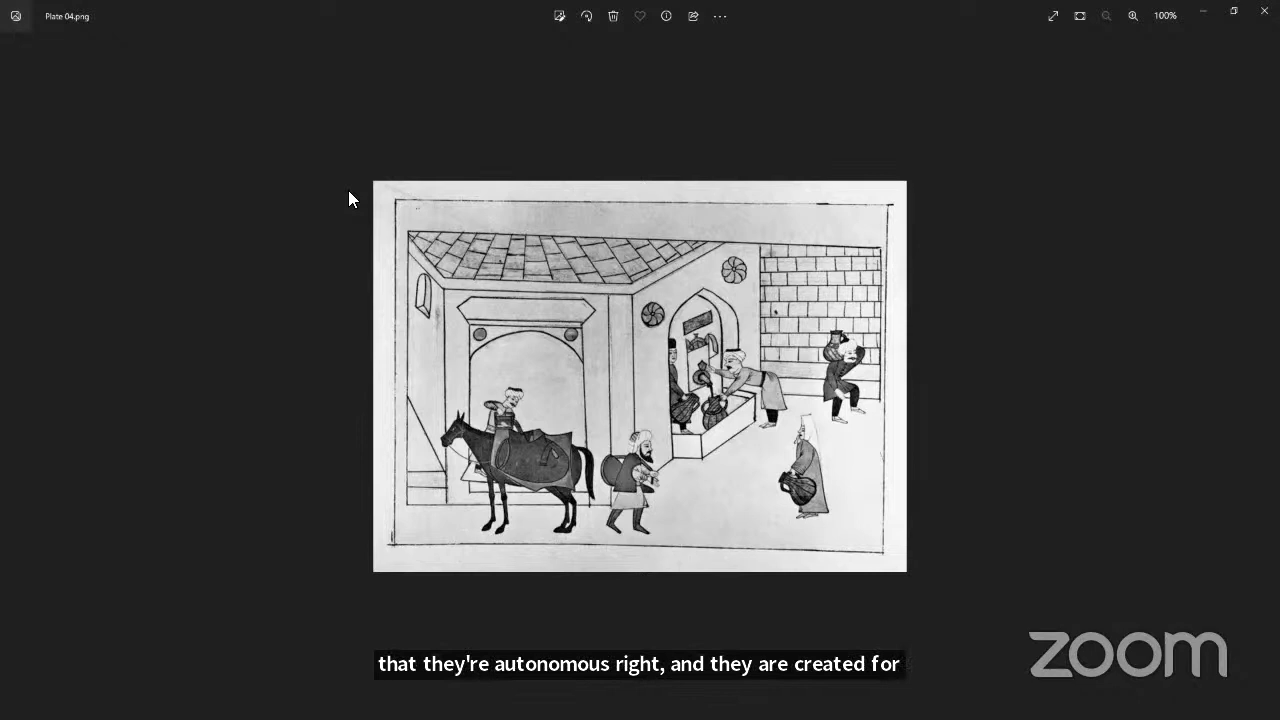 Plate 04.png
100%
that they're autonomous right, and they are created for
zoom